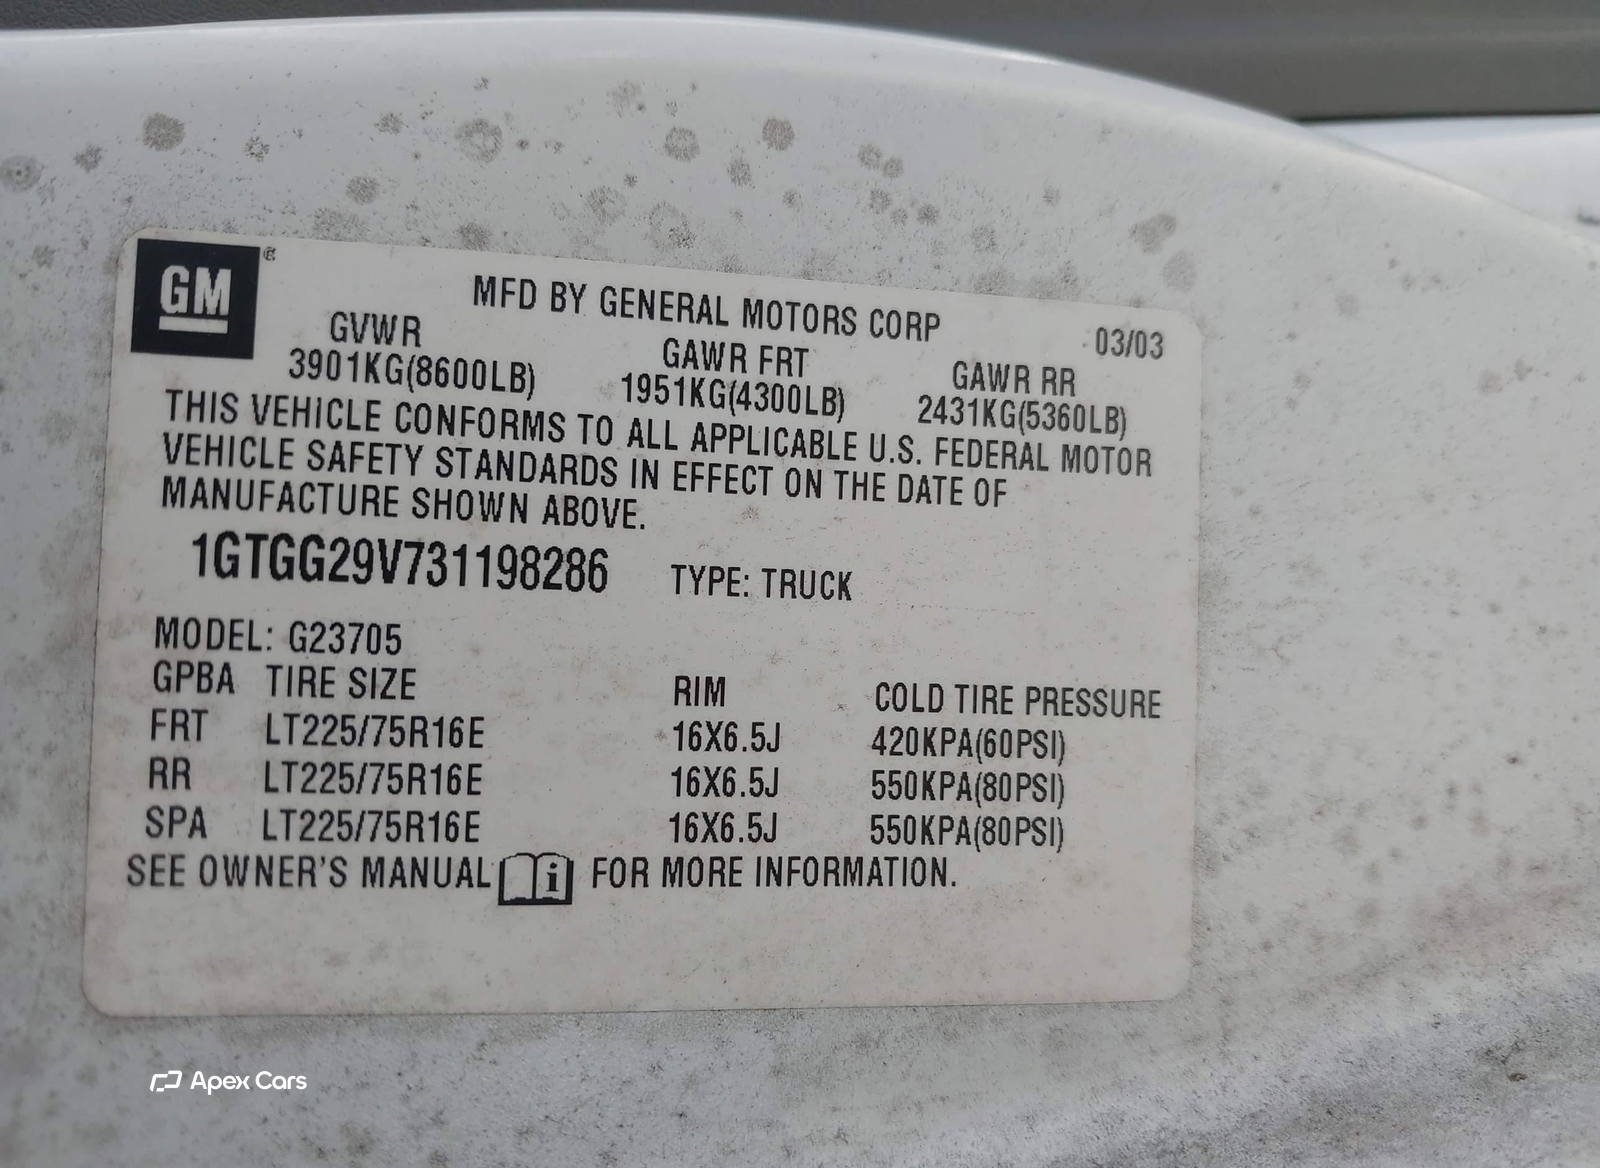 GM
MFD BY GENERAL MOTORS CORP 03/03
GVWR GAWR FRT GAWR RR
3901KG(8600LB) 1951KG(4300LB) 2431KG(5360LB)
THIS VEHICLE CONFORMS TO ALL APPLICABLE U.S. FEDERAL MOTOR
VEHICLE SAFETY STANDARDS IN EFFECT ON THE DATE OF
MANUFACTURE SHOWN ABOVE.
1GTGG29V731198286 TYPE: TRUCK
MODEL: G23705
GPBA TIRE SIZE RIM COLD TIRE PRESSURE
FRT LT225/75R16E 16X6.5J 420KPA(60PSI)
RR LT225/75R16E 16X6.5J 550KPA(80PSI)
SPA LT225/75R16E 16X6.5J 550KPA(80PSI)
SEE OWNER'S MANUAL i FOR MORE INFORMATION.
Apex Cars